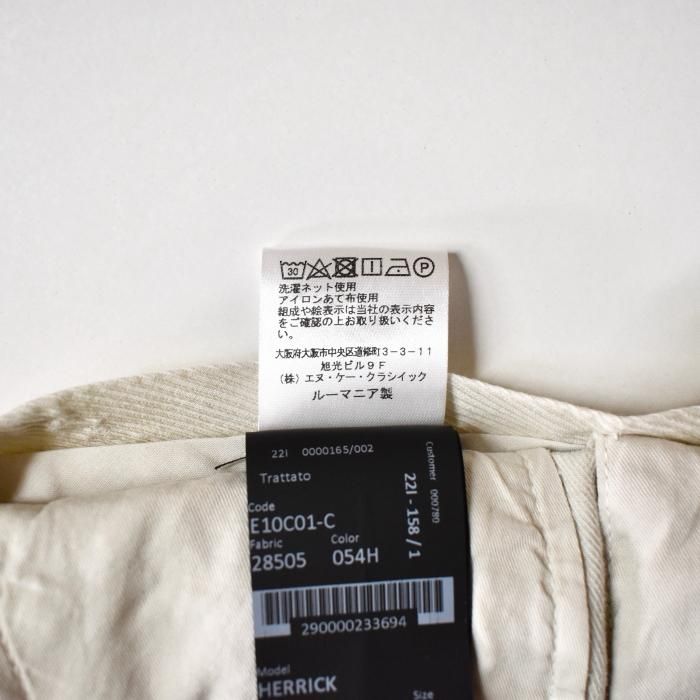 30
P
洗濯ネット使用
アイロンあて布使用
組成や絵表示は当社の表示内容
をご確認の上お取り扱いくださ
い。
大阪府大阪市中央区道修町3-3-11
旭光ビル9F
(株)エヌ・ケー・クラシイック
ルーマニア製
22I 0000165/002
Trattato
Customer 000780
22I - 158 / 1
Code
E10C01-C
Fabric Color
28505 054H
290000233694
Model
HERRICK
Size